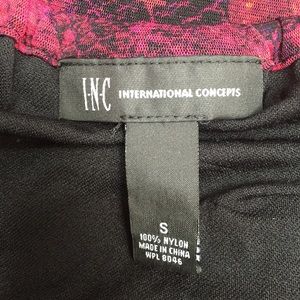 I·N·C INTERNATIONAL CONCEPTS
S
100% NYLON
MADE IN CHINA
WPL 8046